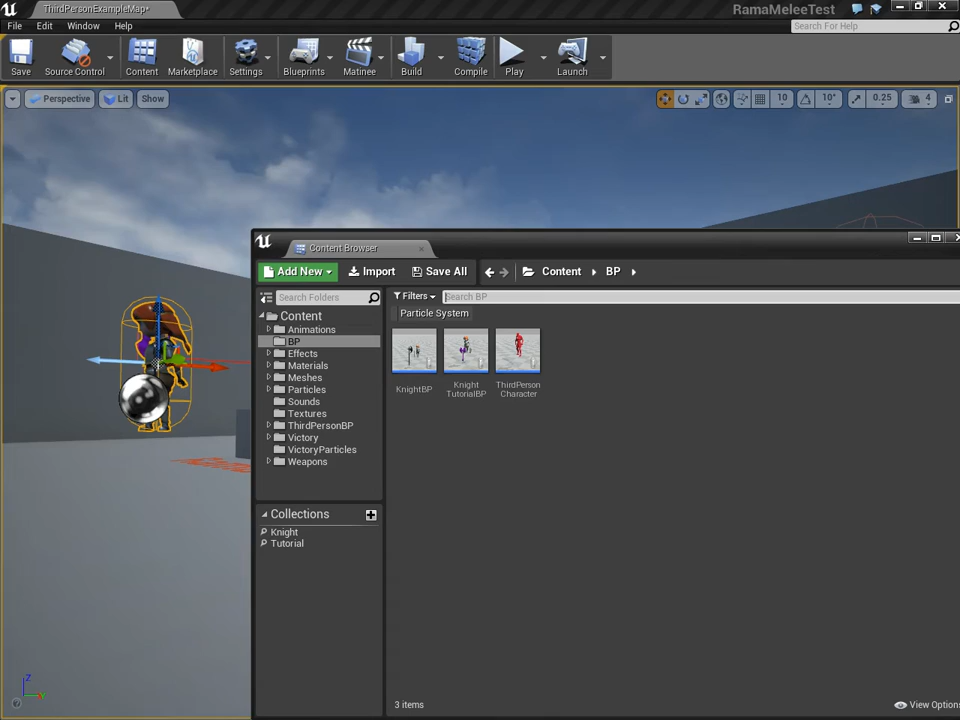 ThirdPersonExampleMap*
RamaMeleeTest
File Edit Window Help
Search For Help
Save Source Control Content Marketplace Settings Blueprints Matinee Build Compile Play Launch
Perspective Lit Show
10 10° 0.25 4
Content Browser
Add New Import Save All Content BP
Search Folders
Filters Search BP
Particle System
Content
Animations
BP
Effects
Materials
Meshes
Particles
Sounds
Textures
ThirdPersonBP
Victory
VictoryParticles
Weapons
KnightBP
Knight TutorialBP
ThirdPerson Character
Collections
Knight
Tutorial
3 items
View Options
Z
Y